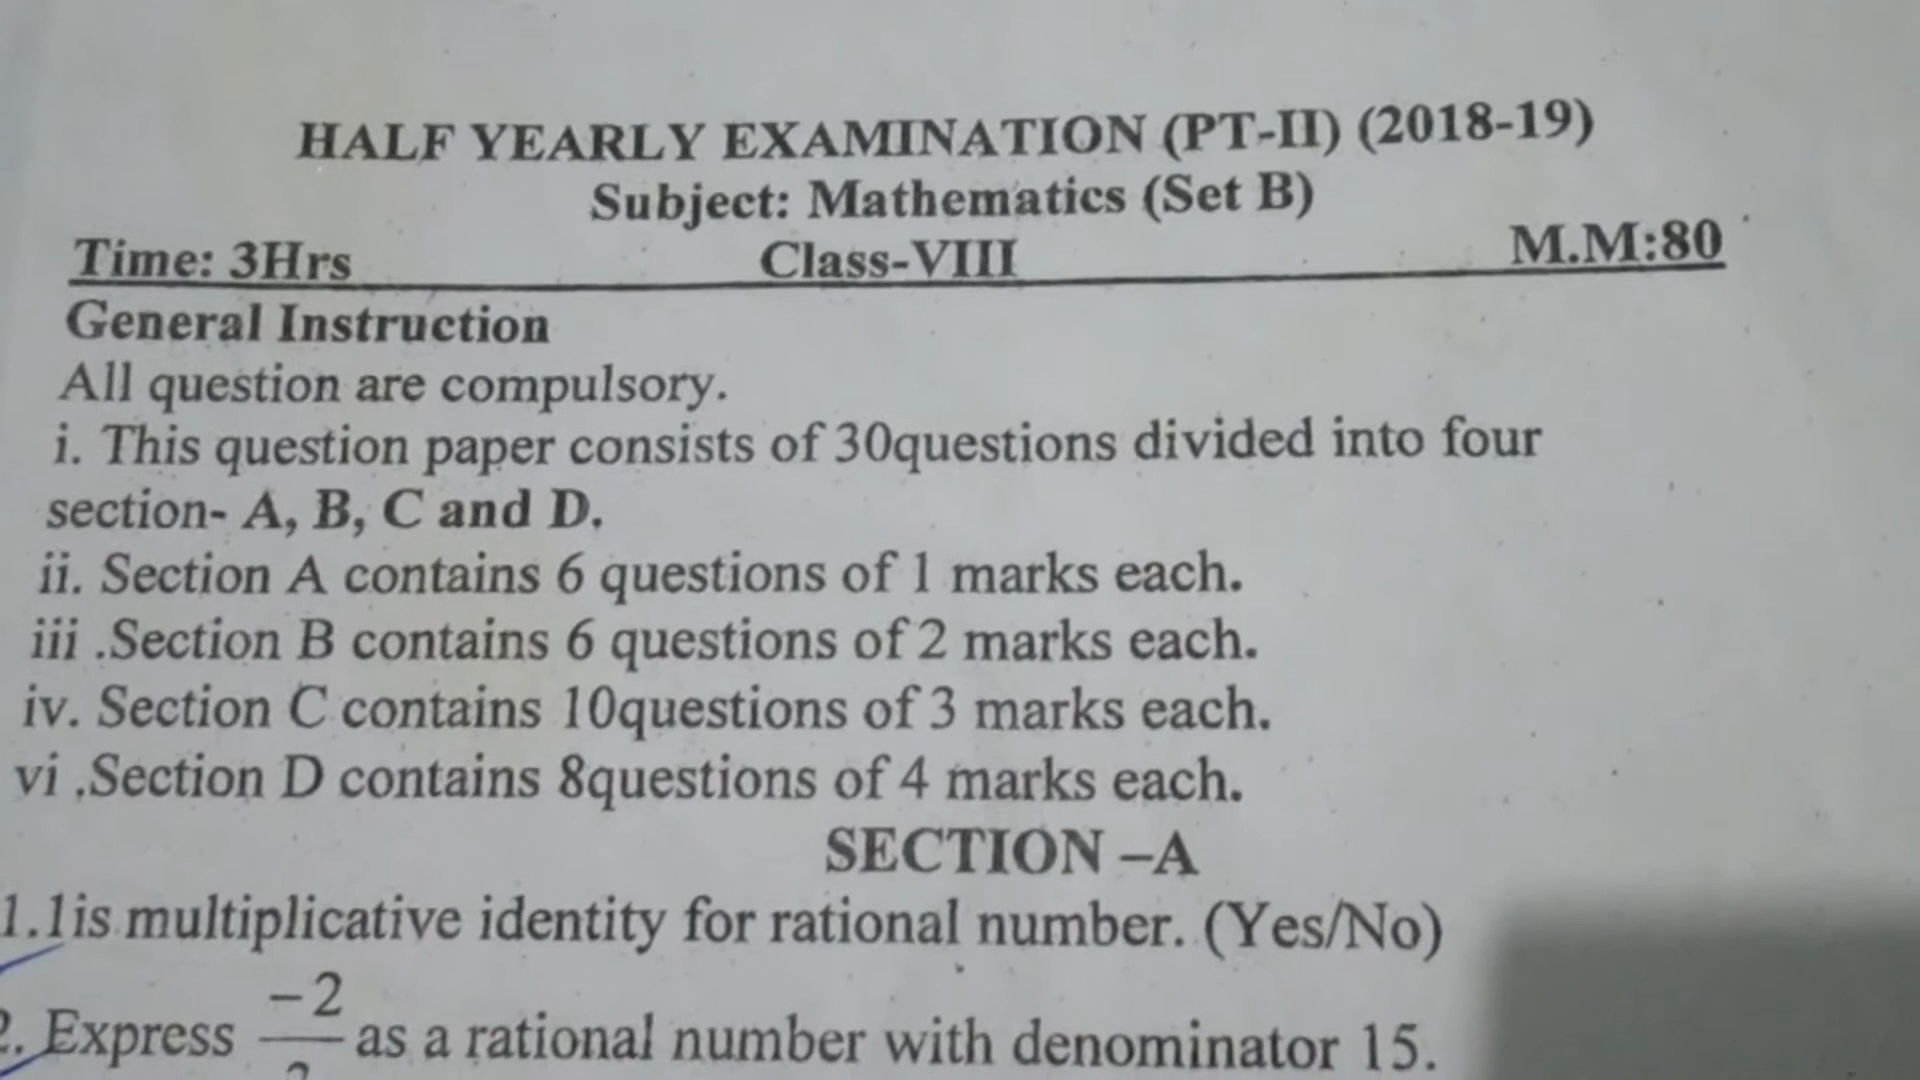 HALF YEARLY EXAMINATION (PT-II) (2018-19)
Subject: Mathematics (Set B)
Time: 3Hrs Class-VIII M.M:80
General Instruction
All question are compulsory.
i. This question paper consists of 30questions divided into four
section- A, B, C and D.
ii. Section A contains 6 questions of 1 marks each.
iii .Section B contains 6 questions of 2 marks each.
iv. Section C contains 10questions of 3 marks each.
vi .Section D contains 8questions of 4 marks each.
SECTION –A
1.1is multiplicative identity for rational number. (Yes/No)
2. Express -2/ as a rational number with denominator 15.